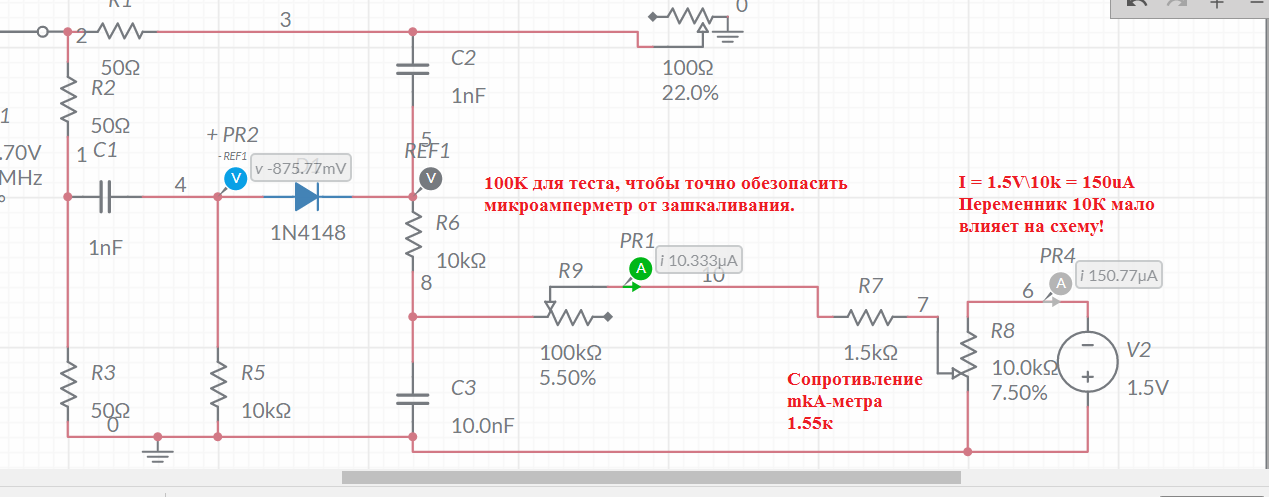 R1
3
0
2
50Ω
C2
100Ω
R2
1nF
22.0%
1
50Ω
+ PR2
5
.70V
1 C1
- REF1
v -875.77mV
REF1
MHz
4
100К для теста, чтобы точно обезопасить
микроамперметр от зашкаливания.
I = 1.5V\10k = 150uA
Переменник 10К мало
влияет на схему!
1N4148
R6
1nF
10kΩ
PR1
i 10.333µA
PR4
i 150.77µA
R9
10
R7
6
8
7
R8
100kΩ
1.5kΩ
V2
5.50%
10.0kΩ
R3
R5
C3
Сопротивление
mkA-метра
1.55к
7.50%
1.5V
50Ω
10kΩ
0
10.0nF